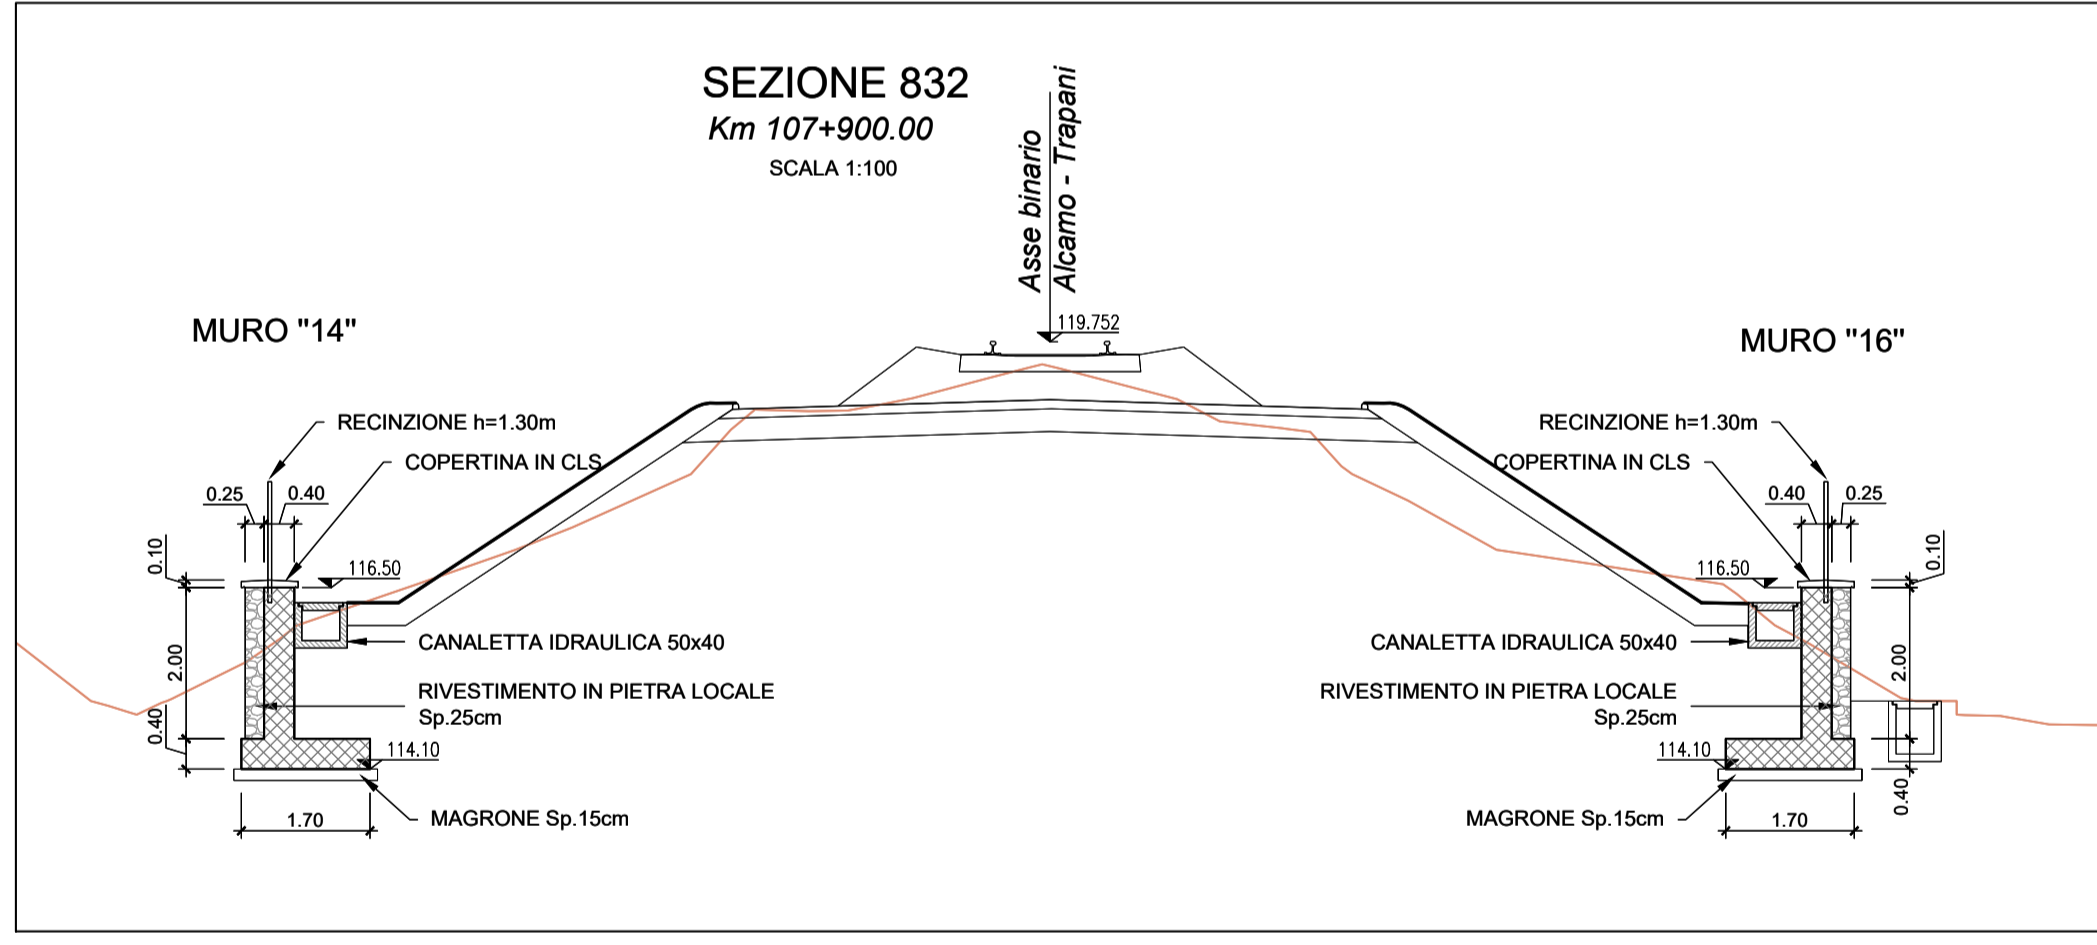 SEZIONE 832
Km 107+900.00
SCALA 1:100
Asse binario
Alcamo - Trapani
119.752
MURO "14"
RECINZIONE h=1.30m
COPERTINA IN CLS
0.25
0.40
0.10
116.50
2.00
CANALETTA IDRAULICA 50x40
RIVESTIMENTO IN PIETRA LOCALE
Sp.25cm
0.40
114.10
1.70
MAGRONE Sp.15cm
MURO "16"
RECINZIONE h=1.30m
COPERTINA IN CLS
0.40
0.25
0.10
116.50
2.00
CANALETTA IDRAULICA 50x40
RIVESTIMENTO IN PIETRA LOCALE
Sp.25cm
114.10
0.40
MAGRONE Sp.15cm
1.70